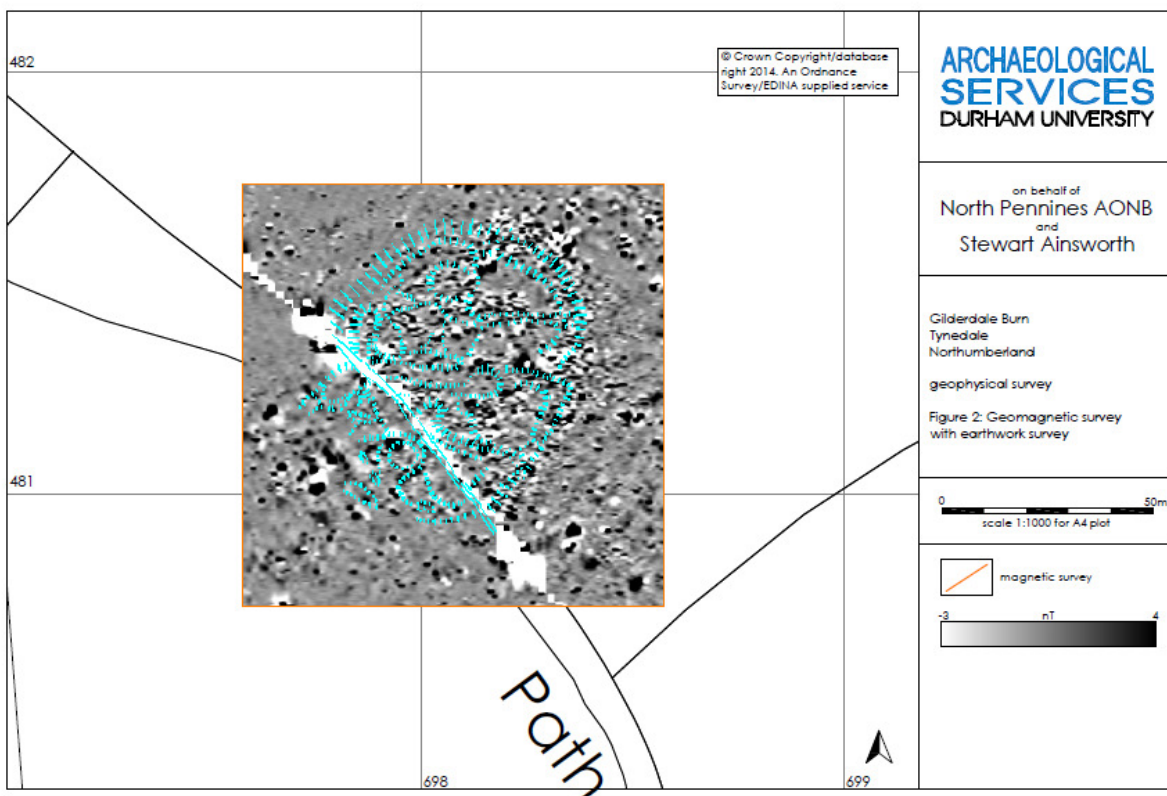 482
© Crown Copyright/database
right 2014. An Ordnance
Survey/EDINA supplied service
481
698
699
Path
ARCHAEOLOGICAL
SERVICES
DURHAM UNIVERSITY
on behalf of
North Pennines AONB
and
Stewart Ainsworth
Gilderdale Burn
Tynedale
Northumberland
geophysical survey
Figure 2: Geomagnetic survey
with earthwork survey
0 50m
scale 1:1000 for A4 plot
magnetic survey
-3 nT 4